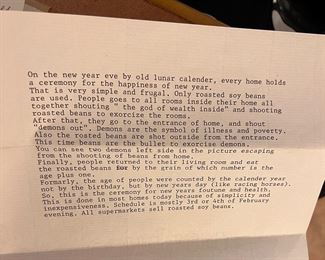 On the new year eve by old lunar calender, every home holds
a ceremony for the happiness of new year.
That is very simple and frugal. Only roasted soy beans
are used. People goes to all rooms inside their home all
together shouting " the god of wealth inside" and shooting
roasted beans to exorcize the rooms.
After that, they go to the entrance of home, and shout
"demons out". Demons are the symbol of illness and poverty.
Also the rosted beans are shot outside from the entrance.
This time beans are the bullet to exorcise demons.
You can see two demons left side in the picture escaping
from the shooting of beans from home.
Finally, people returned to their living room and eat
the roasted beans by the grain of which number is the
age plus one.
Formarly, the age of people were counted by the calender year
not by the birthday, but by new years day (like racing horses).
So, this is the ceremony for new years foutune and health.
This is done in most homes today because of simplicity and
inexpensiveness. Schedule is mostly 3rd or 4th of February
evening. All supermarkets sell roasted soy beans.